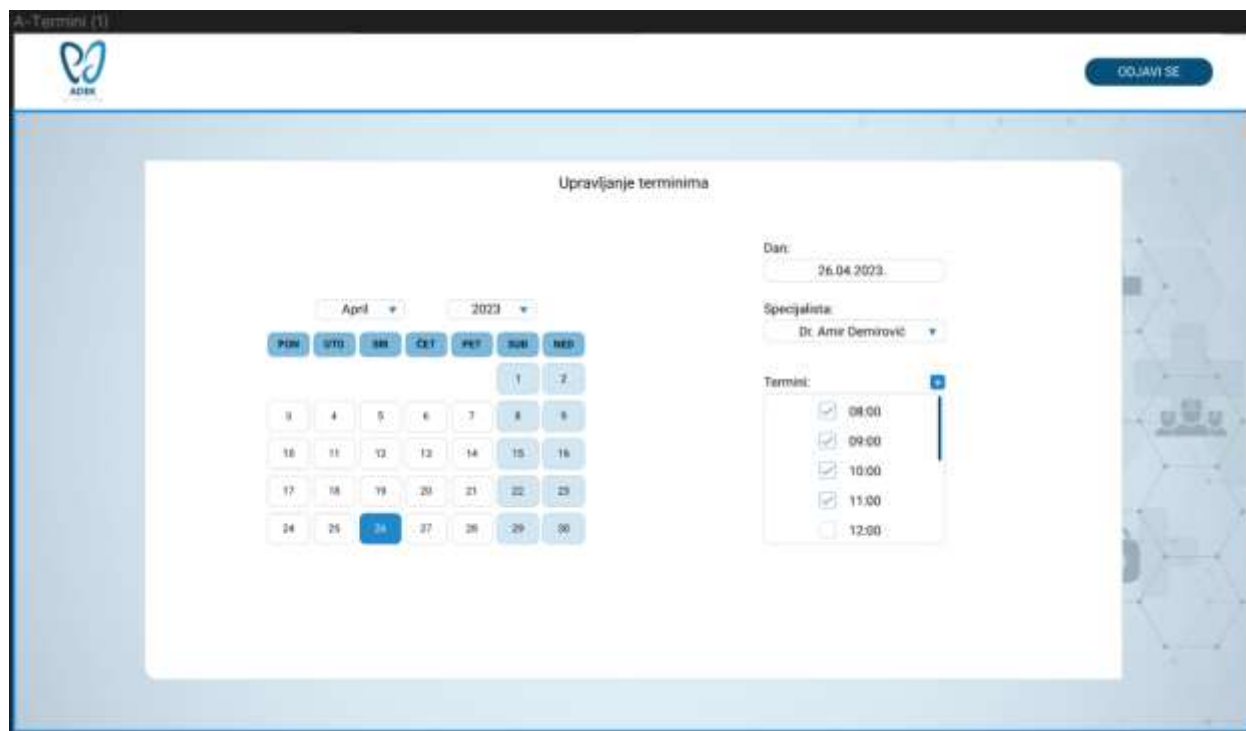 A-Termini (1)
ADBK
ODJAVI SE
Upravljanje terminima
April 2023
PON UTO SRI ČET PET SUB NED
1 2
3 4 5 6 7 8 9
10 11 12 13 14 15 16
17 18 19 20 21 22 23
24 25 26 27 28 29 30
Dan:
26.04.2023.
Specijalista:
Dr. Amir Demirović
Termini:
08:00
09:00
10:00
11:00
12:00